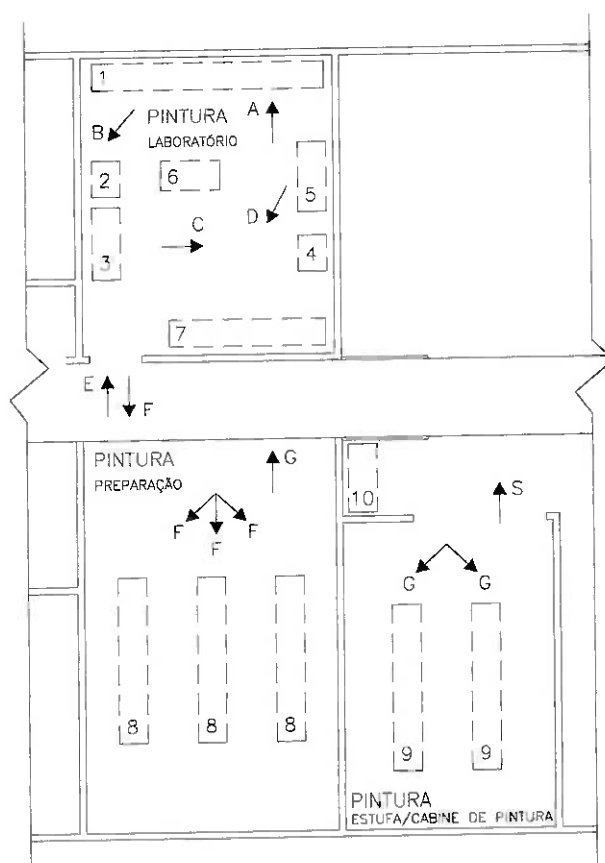 1
PINTURA
LABORATÓRIO
A
B
2
6
5
3
C
D
4
7
E
F
PINTURA
PREPARAÇÃO
G
F
F
F
10
S
G
G
8
8
8
9
9
PINTURA
ESTUFA/CABINE DE PINTURA